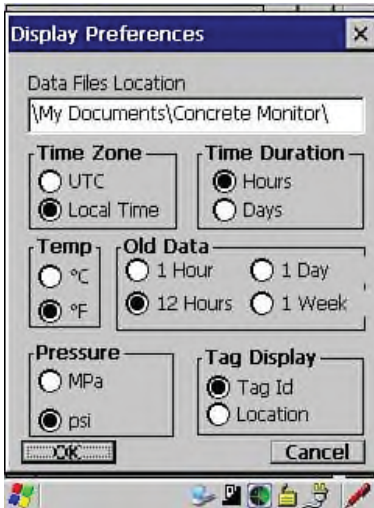 Display Preferences
Data Files Location
\My Documents\Concrete Monitor\
Time Zone
UTC
Local Time
Time Duration
Hours
Days
Temp
°C
°F
Old Data
1 Hour
1 Day
12 Hours
1 Week
Pressure
MPa
psi
Tag Display
Tag Id
Location
OK
Cancel